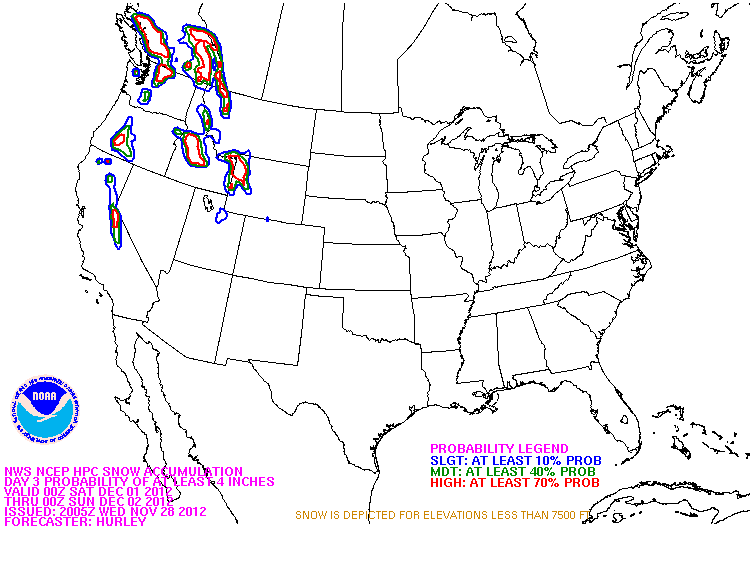 NOAA
PROBABILITY LEGEND
SLGT: AT LEAST 10% PROB
MDT: AT LEAST 40% PROB
HIGH: AT LEAST 70% PROB
NWS NCEP HPC SNOW ACCUMULATION
DAY 3 PROBABILITY OF AT LEAST 4 INCHES
VALID 00Z SAT DEC 01 2012
THRU 00Z SUN DEC 02 2012
ISSUED: 2005Z WED NOV 28 2012
FORECASTER: HURLEY
SNOW IS DEPICTED FOR ELEVATIONS LESS THAN 7500 FT